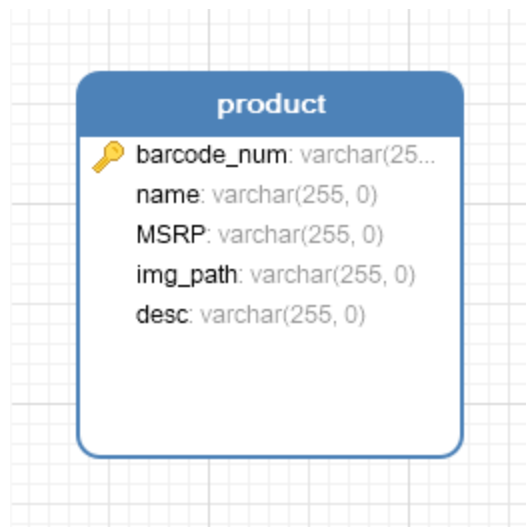 product
barcode_num: varchar(25...
name: varchar(255, 0)
MSRP: varchar(255, 0)
img_path: varchar(255, 0)
desc: varchar(255, 0)